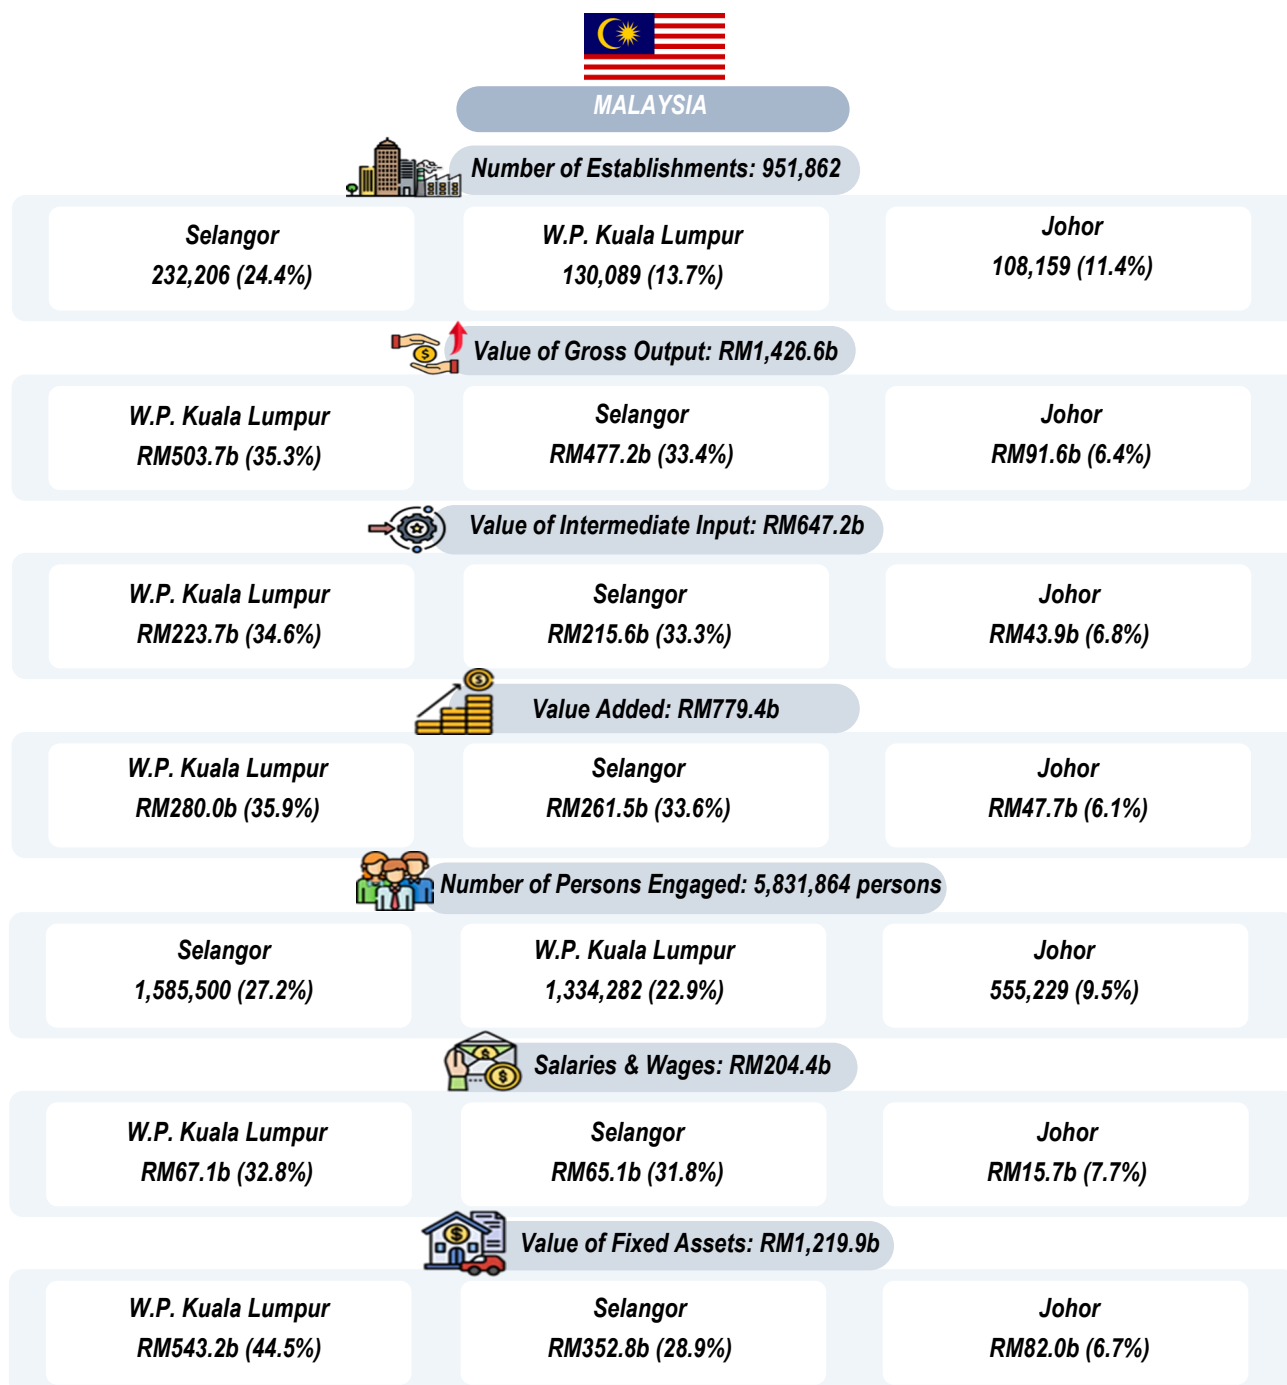 MALAYSIA
Number of Establishments: 951,862
Selangor
232,206 (24.4%)
W.P. Kuala Lumpur
130,089 (13.7%)
Johor
108,159 (11.4%)
Value of Gross Output: RM1,426.6b
W.P. Kuala Lumpur
RM503.7b (35.3%)
Selangor
RM477.2b (33.4%)
Johor
RM91.6b (6.4%)
Value of Intermediate Input: RM647.2b
W.P. Kuala Lumpur
RM223.7b (34.6%)
Selangor
RM215.6b (33.3%)
Johor
RM43.9b (6.8%)
Value Added: RM779.4b
W.P. Kuala Lumpur
RM280.0b (35.9%)
Selangor
RM261.5b (33.6%)
Johor
RM47.7b (6.1%)
Number of Persons Engaged: 5,831,864 persons
Selangor
1,585,500 (27.2%)
W.P. Kuala Lumpur
1,334,282 (22.9%)
Johor
555,229 (9.5%)
Salaries & Wages: RM204.4b
W.P. Kuala Lumpur
RM67.1b (32.8%)
Selangor
RM65.1b (31.8%)
Johor
RM15.7b (7.7%)
Value of Fixed Assets: RM1,219.9b
W.P. Kuala Lumpur
RM543.2b (44.5%)
Selangor
RM352.8b (28.9%)
Johor
RM82.0b (6.7%)